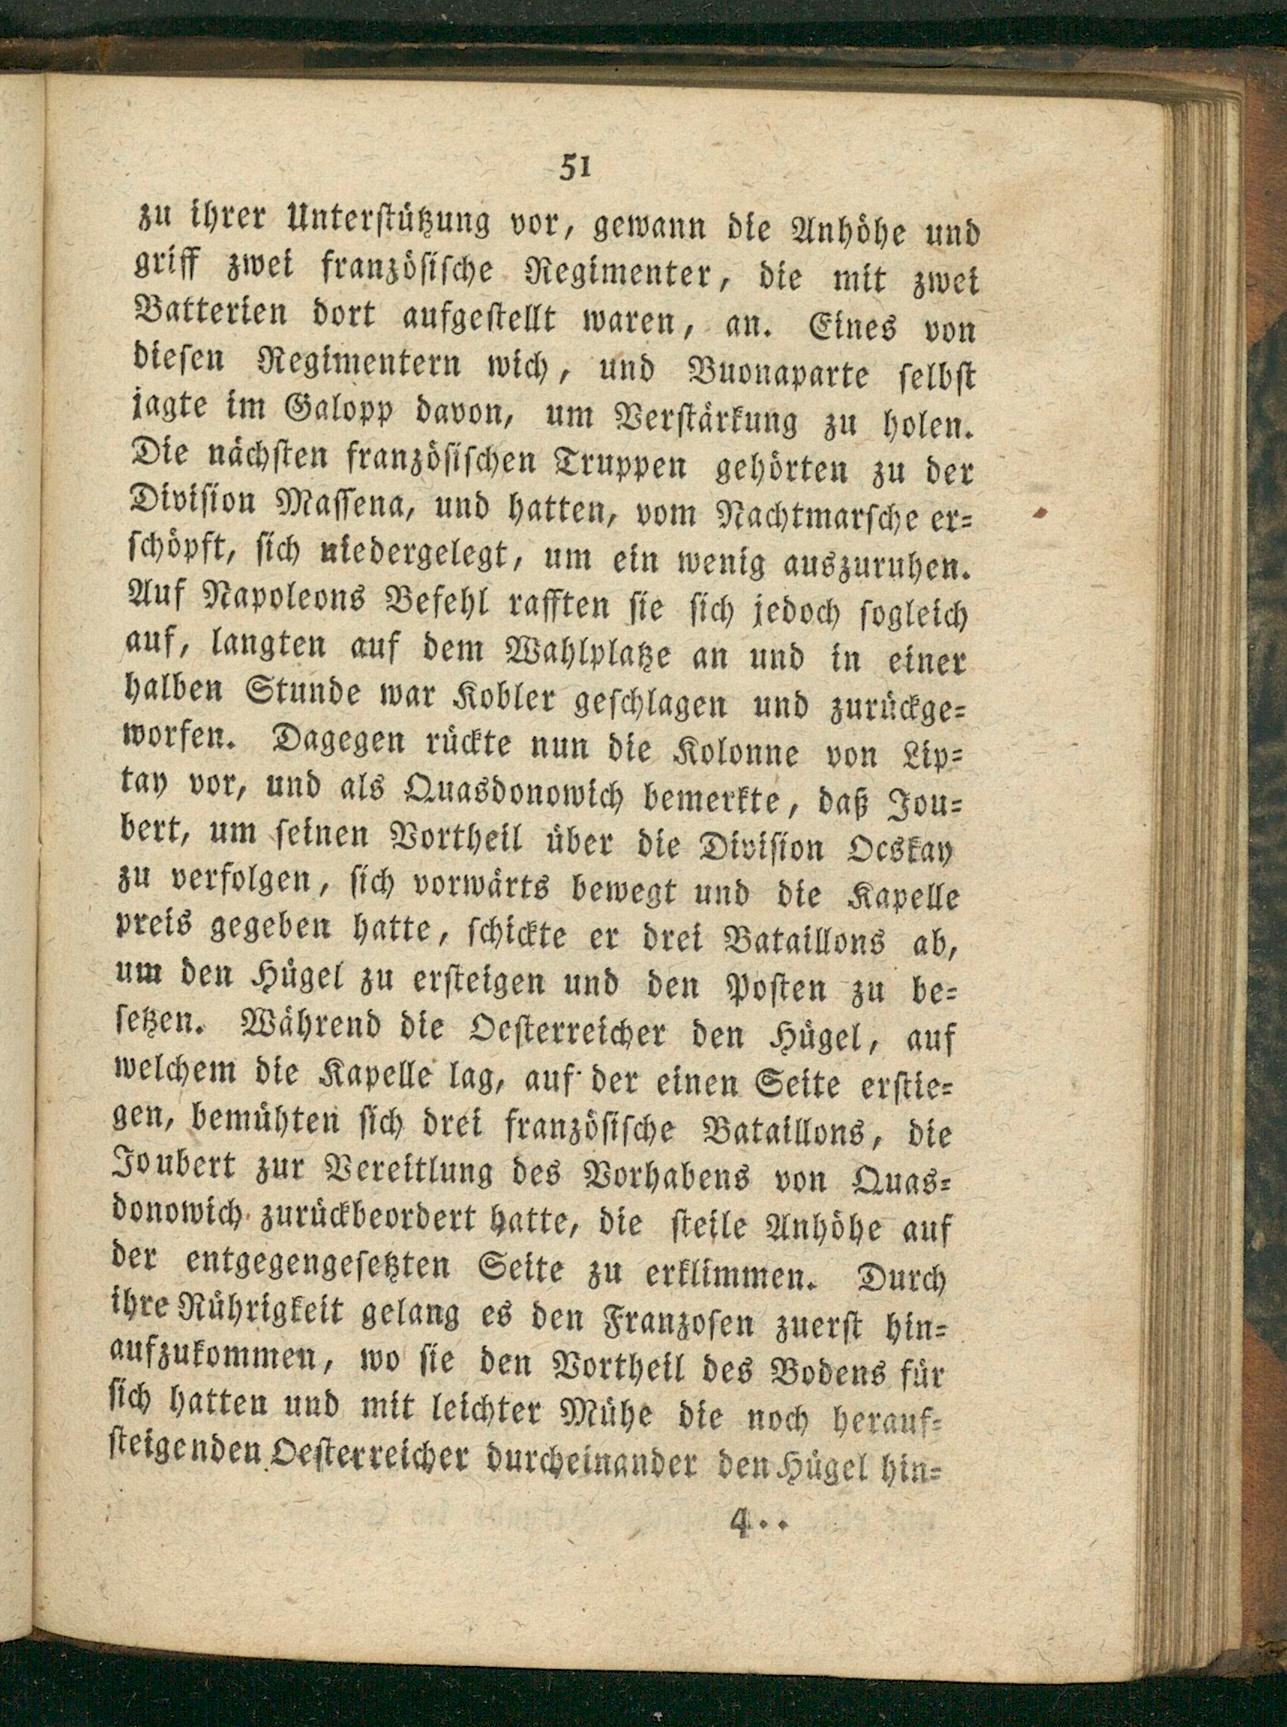 51
zu ihrer Unterstützung vor, gewann die Anhöhe und
griff zwei französische Regimenter, die mit zwei
Batterien dort aufgestellt waren, an. Eines von
diesen Regimentern wich, und Buonaparte selbst
jagte im Galopp davon, um Verstärkung zu holen.
Die nächsten französischen Truppen gehörten zu der
Division Massena, und hatten, vom Nachtmarsche er-
schöpft, sich niedergelegt, um ein wenig auszuruhen.
Auf Napoleons Befehl rafften sie sich jedoch sogleich
auf, langten auf dem Wahlplatze an und in einer
halben Stunde war Kobler geschlagen und zurückge-
worfen. Dagegen rückte nun die Kolonne von Lip-
tay vor, und als Quasdonowich bemerkte, daß Jou-
bert, um seinen Vortheil über die Division Ocskay
zu verfolgen, sich vorwärts bewegt und die Kapelle
preis gegeben hatte, schickte er drei Bataillons ab,
um den Hügel zu ersteigen und den Posten zu be-
setzen. Während die Oesterreicher den Hügel, auf
welchem die Kapelle lag, auf der einen Seite erstie-
gen, bemühten sich drei französische Bataillons, die
Joubert zur Vereitlung des Vorhabens von Quas-
donowich zurückbeordert hatte, die steile Anhöhe auf
der entgegengesetzten Seite zu erklimmen. Durch
ihre Rührigkeit gelang es den Franzosen zuerst hin-
aufzukommen, wo sie den Vortheil des Bodens für
sich hatten und mit leichter Mühe die noch herauf-
steigenden Oesterreicher durcheinander den Hügel hin-
4..